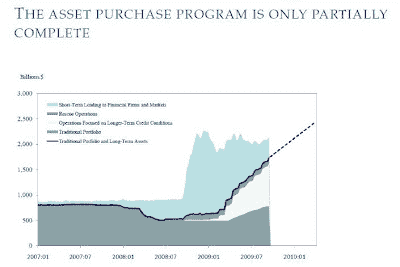 THE ASSET PURCHASE PROGRAM IS ONLY PARTIALLY
COMPLETE
Billions $
3,000
2,500
2,000
1,500
1,000
500
0
Short-Term Lending to Financial Firms and Markets
Rescue Operations
Operations Focused on Longer-Term Credit Conditions
Traditional Portfolio
Traditional Portfolio and Long-Term Assets
2007:01 2007:07 2008:01 2008:07 2009:01 2009:07 2010:01